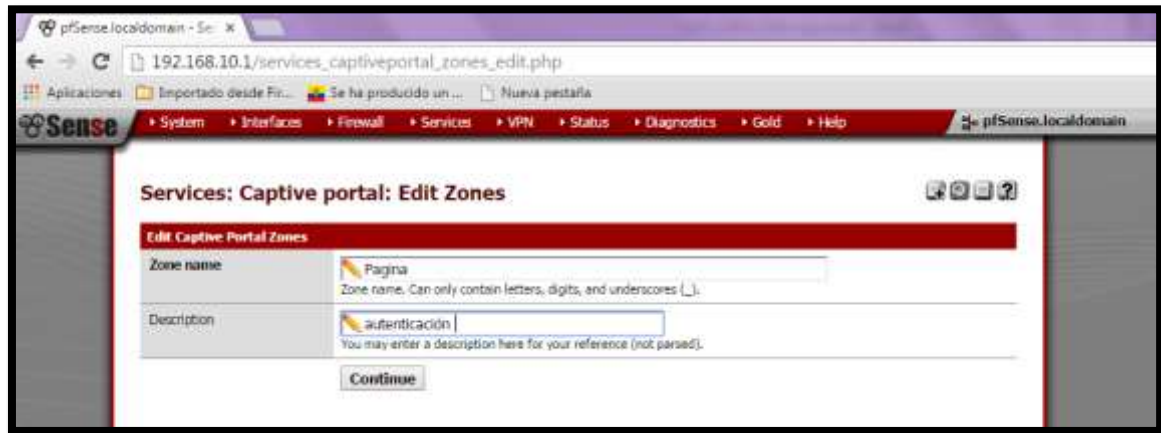 pfSense.localdomain - Se
192.168.10.1/services_captiveportal_zones_edit.php
Aplicaciones Importado desde Fir... Se ha producido un ... Nueva pestaña
Sense System Interfaces Firewall Services VPN Status Diagnostics Gold Help pfSense.localdomain
Services: Captive portal: Edit Zones
Edit Captive Portal Zones
Zone name Pagina
Zone name. Can only contain letters, digits, and underscores (_).
Description autenticación
You may enter a description here for your reference (not parsed).
Continue